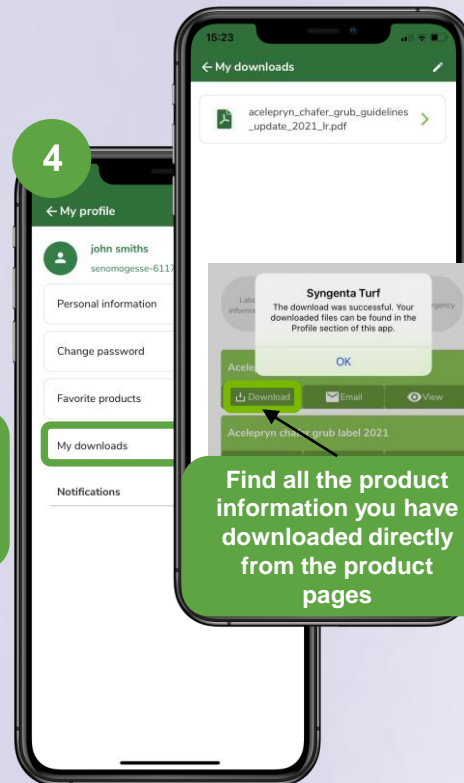 4
My profile
john smiths
senomogesse-6117
Personal information
Change password
Favorite products
My downloads
Notifications
15:23
My downloads
acelepryn_chafer_grub_guidelines
_update_2021_lr.pdf
Syngenta Turf
The download was successful. Your
downloaded files can be found in the
Profile section of this app.
OK
Download
Email
View
Acelepryn chafer grub label 2021
Find all the product
information you have
downloaded directly
from the product
pages